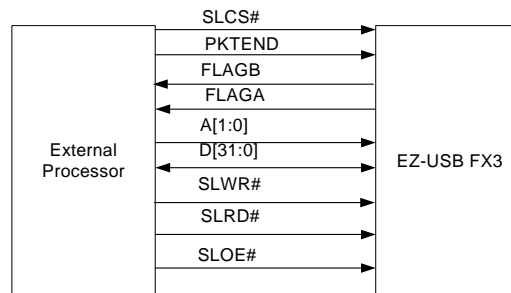 SLCS#
PKTEND
FLAGB
FLAGA
A[1:0]
D[31:0]
SLWR#
SLRD#
SLOE#
External
Processor
EZ-USB FX3